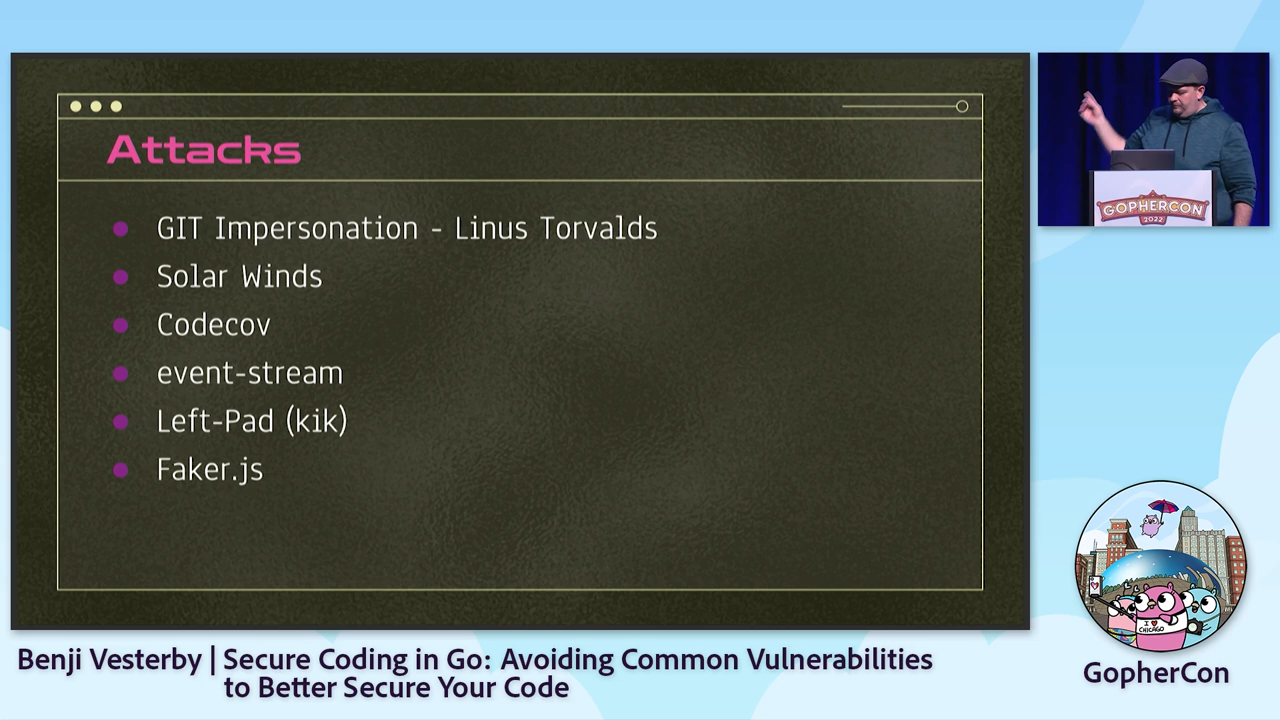 Attacks
GIT Impersonation - Linus Torvalds
Solar Winds
Codecov
event-stream
Left-Pad (kik)
Faker.js
GOPHERCON
2022
I ♥
CHICAGO
Benji Vesterby | Secure Coding in Go: Avoiding Common Vulnerabilities
to Better Secure Your Code
GopherCon